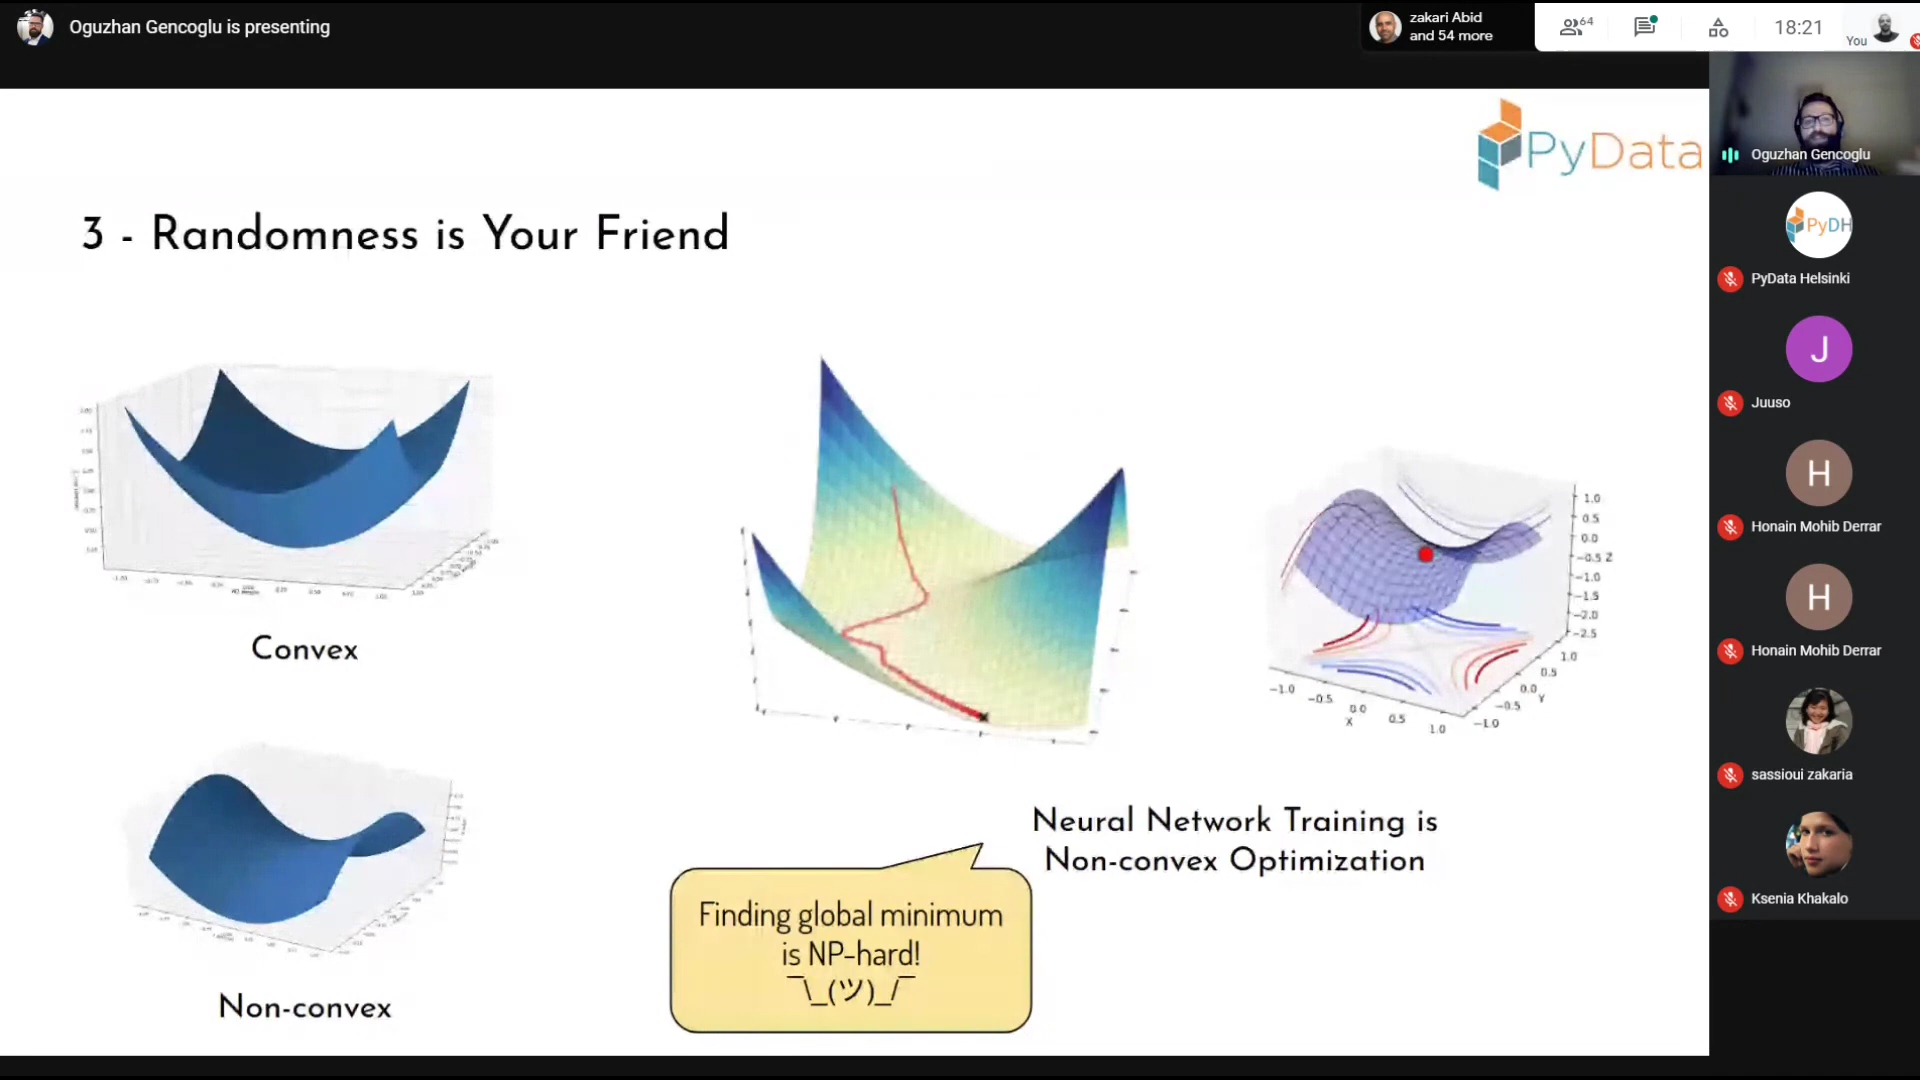 Oguzhan Gencoglu is presenting
zakari Abid
and 54 more
64
18:21
You
PyData
Oguzhan Gencoglu
3 - Randomness is Your Friend
PyDH
PyData Helsinki
J
Juuso
H
Honain Mohib Derrar
H
Honain Mohib Derrar
sassioui zakaria
Ksenia Khakalo
Convex
Non-convex
1.0
0.5
0.0
-0.5 Z
-1.0
-1.5
-2.0
-2.5
-1.0
-0.5
0.0
0.5
1.0
X
1.0
0.5
0.0
-0.5
-1.0
Y
Neural Network Training is
Non-convex Optimization
Finding global minimum
is NP-hard!
¯\_(ツ)_/¯